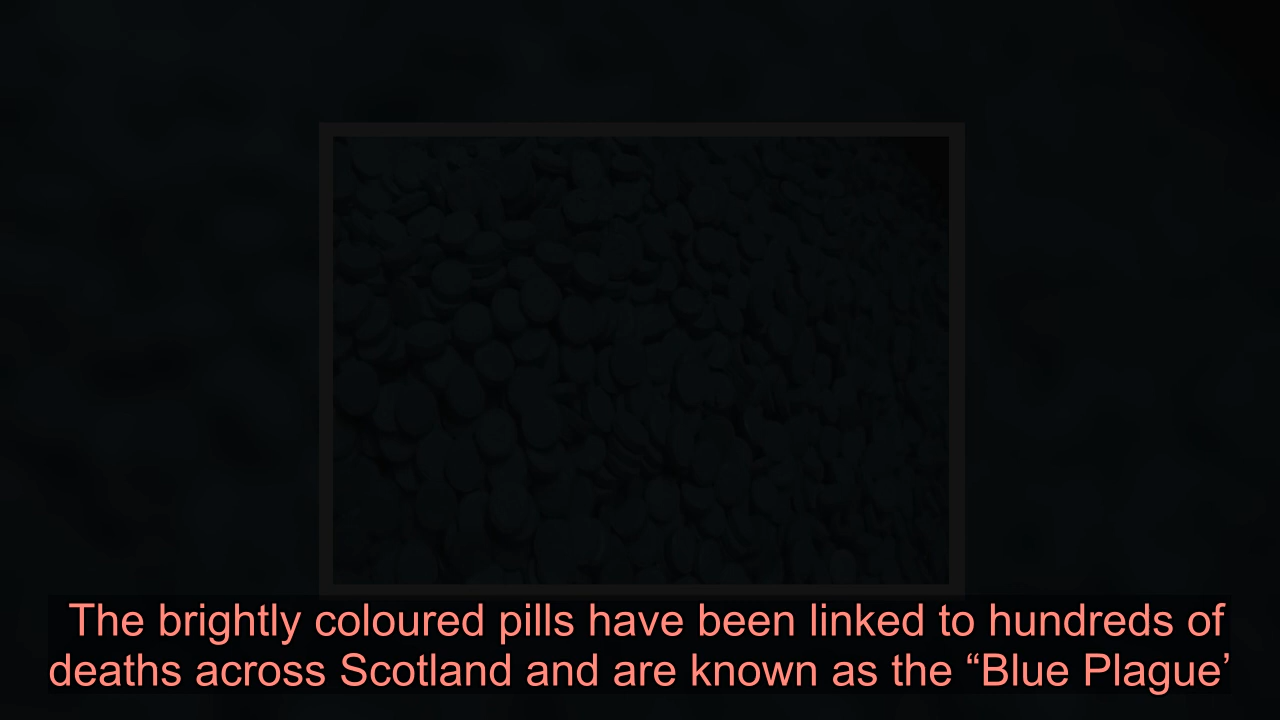 The brightly coloured pills have been linked to hundreds of
deaths across Scotland and are known as the “Blue Plague’